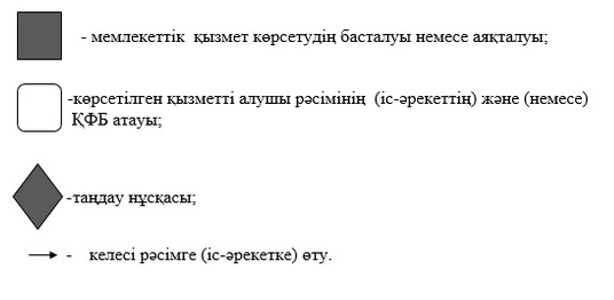 - мемлекеттік қызмет көрсетудің басталуы немесе аяқталуы;
-көрсетілген қызметті алушы рәсімінің (іс-әрекеттің) және (немесе)
ҚФБ атауы;
-таңдау нұсқасы;
- келесі рәсімге (іс-әрекетке) өту.